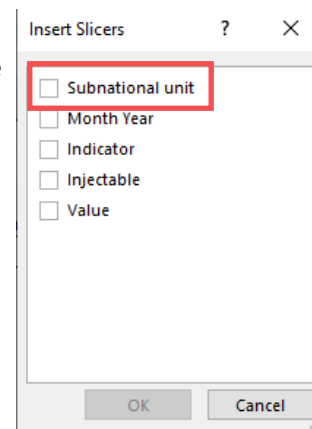 Insert Slicers ? ×
Subnational unit
Month Year
Indicator
Injectable
Value
OK Cancel